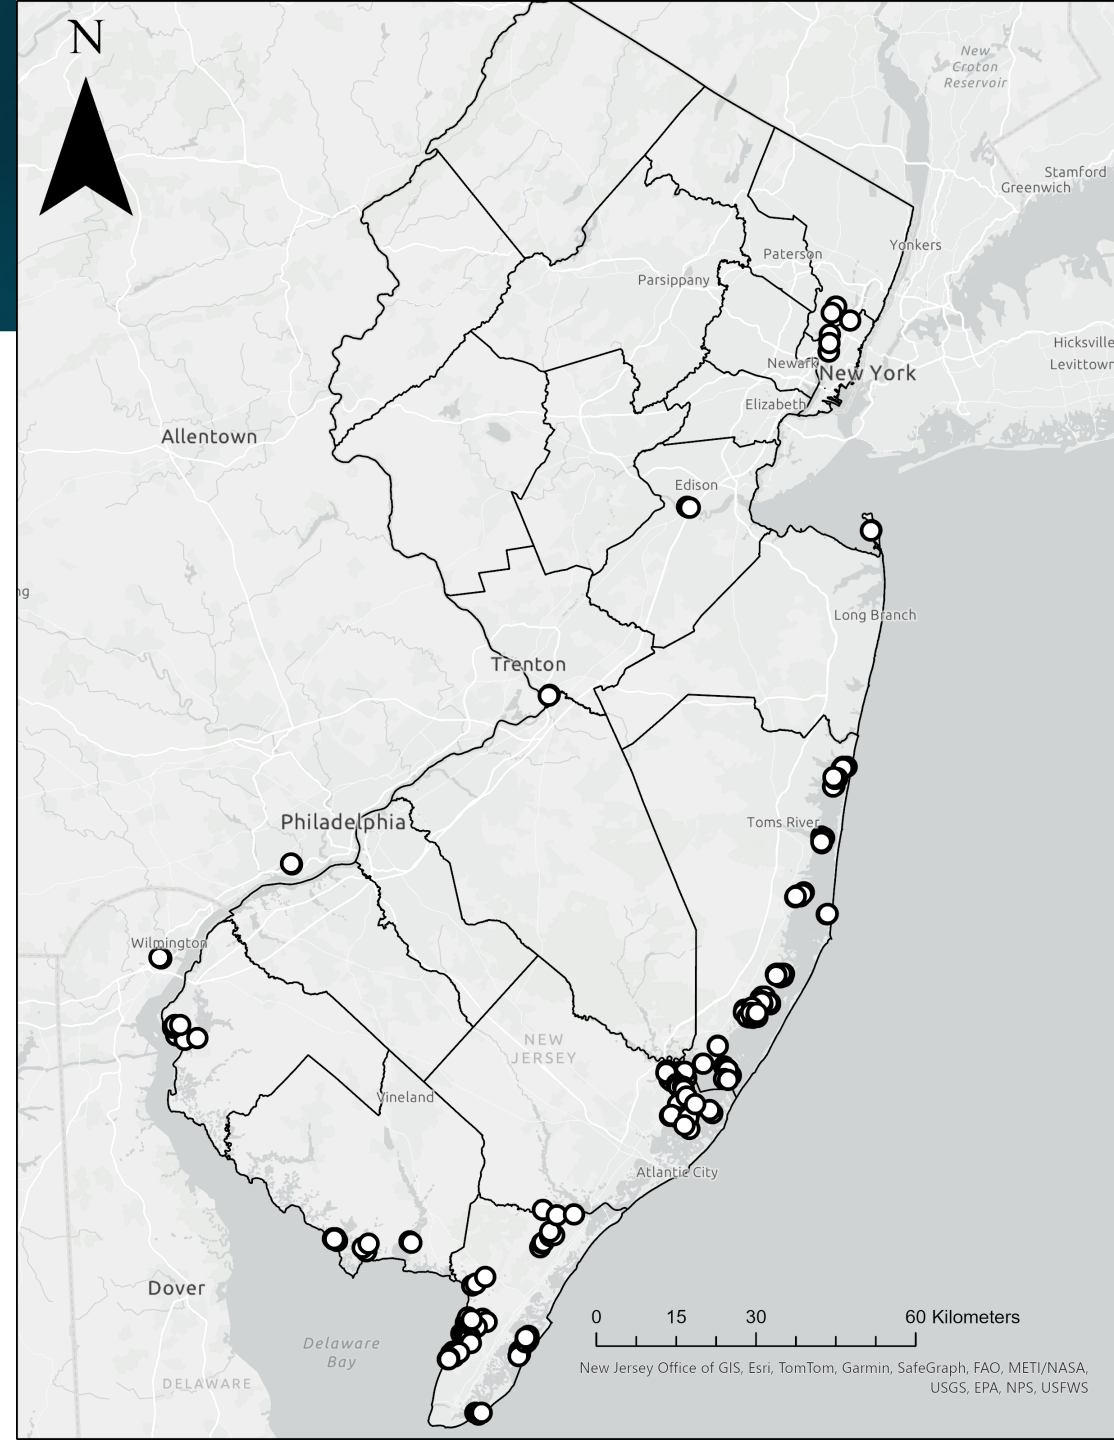 N
New
Croton
Reservoir
Stamford
Greenwich
Paterson
Yonkers
Parsippany
Hicksville
Levittown
Newark
New York
Elizabeth
Allentown
Edison
ng
Long Branch
Trenton
Toms River
Philadelphia
Wilmington
NEW
JERSEY
Vineland
Atlantic City
Dover
0 15 30 60 Kilometers
Delaware
Bay
New Jersey Office of GIS, Esri, TomTom, Garmin, SafeGraph, FAO, METI/NASA,
USGS, EPA, NPS, USFWS
DELAWARE